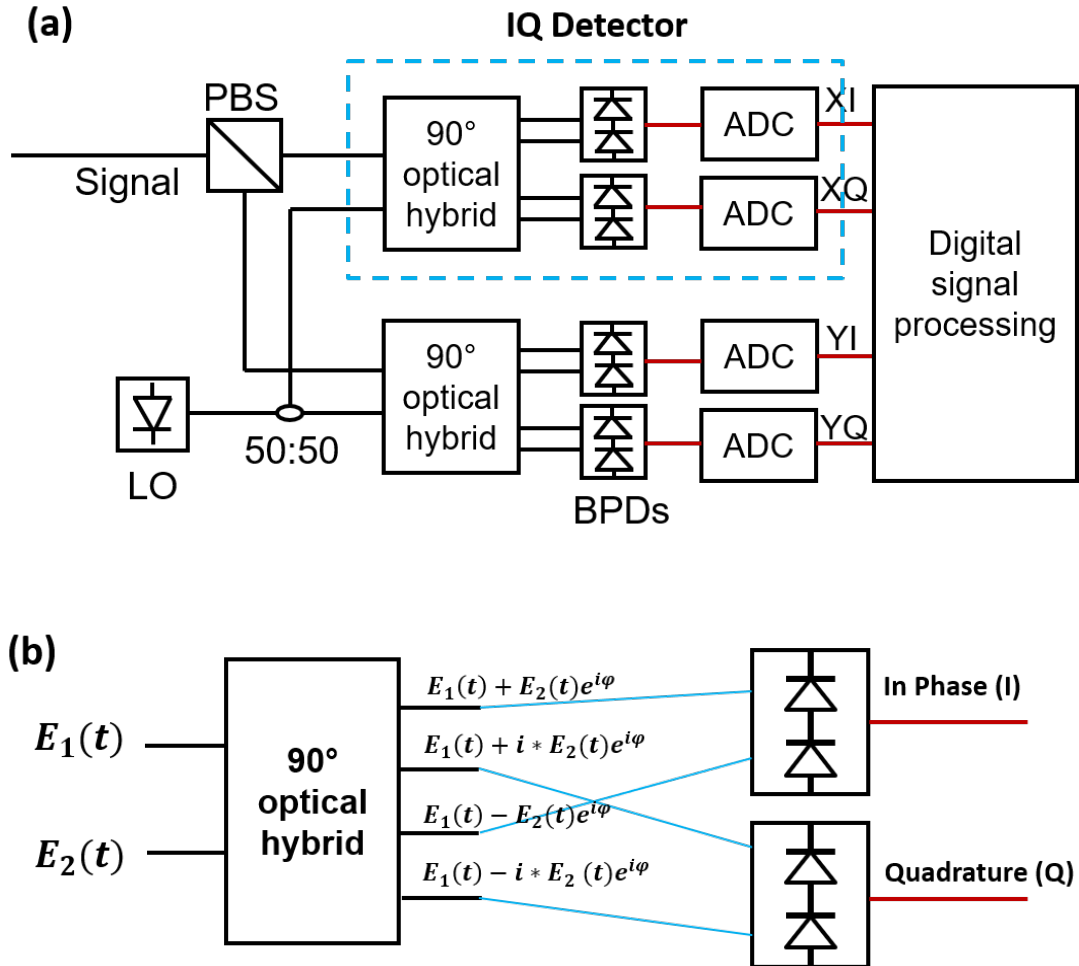 (a)
IQ Detector
PBS
Signal
90°
optical
hybrid
ADC
XI
ADC
XQ
Digital
signal
processing
90°
optical
hybrid
ADC
YI
ADC
YQ
LO
50:50
BPDs
(b)
E₁(t)
E₂(t)
90°
optical
hybrid
E₁(t) + E₂(t)e^{iφ}
E₁(t) + i * E₂(t)e^{iφ}
E₁(t) − E₂(t)e^{iφ}
E₁(t) − i * E₂ (t)e^{iφ}
In Phase (I)
Quadrature (Q)